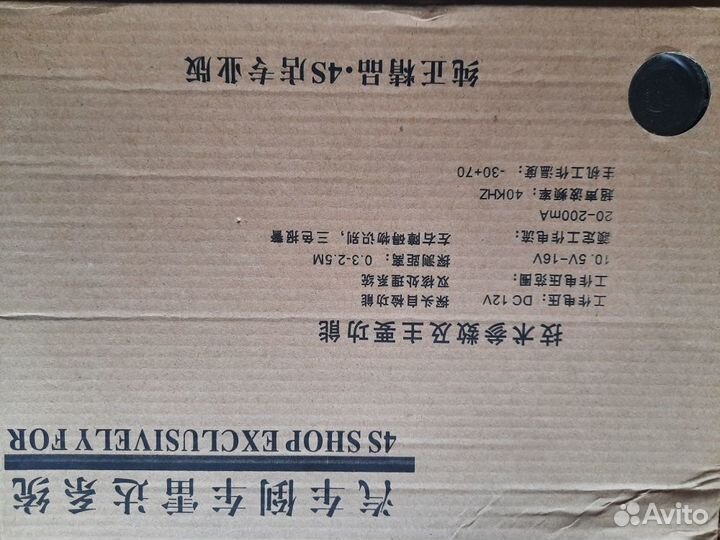 汽车倒车雷达系统
4S SHOP EXCLUSIVELY FOR
技术参数及主要功能
工作电压：DC 12V
工作电压范围：
10.5V-16V
额定工作电流：
20-200mA
超声波频率：40KHZ
主机工作温度：-30+70
探头自检功能
双核处理系统
探测距离：0.3-2.5M
左右障碍物识别，三色报警
纯正精品·4S店专业版
Avito